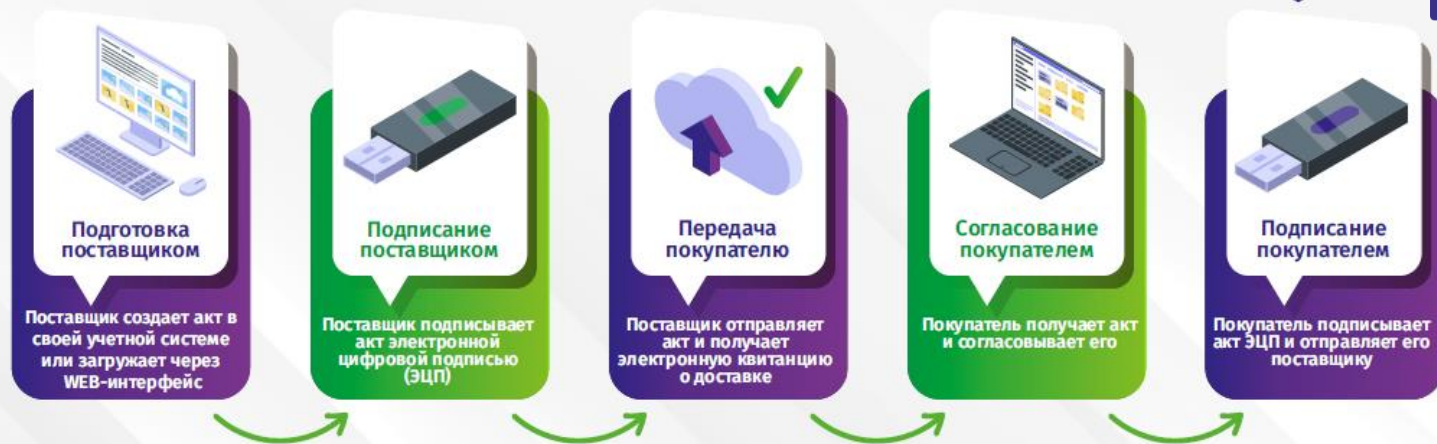 Подготовка
поставщиком
Поставщик создает акт в
своей учетной системе
или загружает через
WEB-интерфейс
Подписание
поставщиком
Поставщик подписывает
акт электронной
цифровой подписью
(ЭЦП)
Передача
покупателю
Поставщик отправляет
акт и получает
электронную квитанцию
о доставке
Согласование
покупателем
Покупатель получает акт
и согласовывает его
Подписание
покупателем
Покупатель подписывает
акт ЭЦП и отправляет его
поставщику